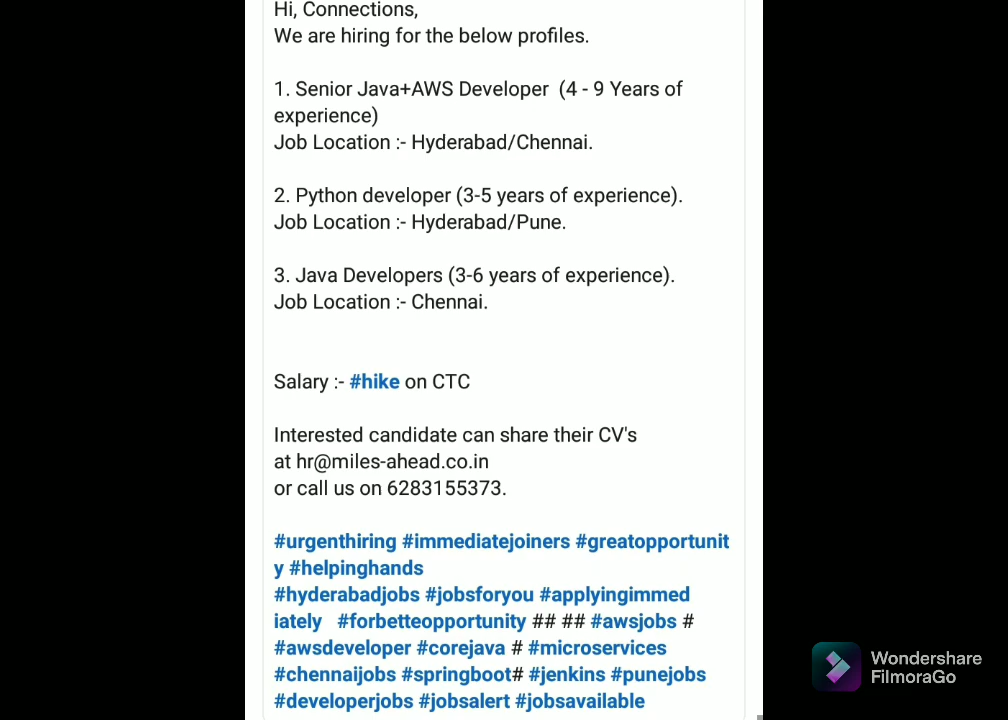 Hi, Connections,
We are hiring for the below profiles.
1. Senior Java+AWS Developer  (4 - 9 Years of
experience)
Job Location :- Hyderabad/Chennai.
2. Python developer (3-5 years of experience).
Job Location :- Hyderabad/Pune.
3. Java Developers (3-6 years of experience).
Job Location :- Chennai.
Salary :- #hike on CTC
Interested candidate can share their CV's
at hr@miles-ahead.co.in
or call us on 6283155373.
#urgenthiring #immediatejoiners #greatopportunit
y #helpinghands
#hyderabadjobs #jobsforyou #applyingimmed
iately   #forbetteopportunity ## ## #awsjobs #
#awsdeveloper #corejava # #microservices
#chennaijobs #springboot# #jenkins #punejobs
#developerjobs #jobsalert #jobsavailable
Wondershare
FilmoraGo